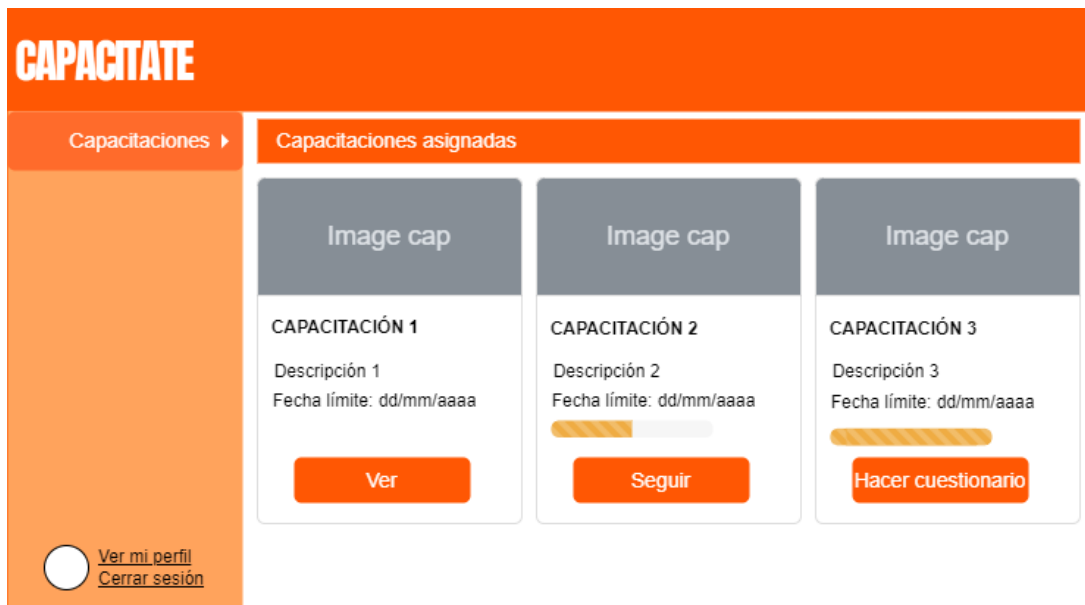 CAPACITATE
Capacitaciones
Capacitaciones asignadas
Image cap
CAPACITACIÓN 1
Descripción 1
Fecha límite: dd/mm/aaaa
Ver
Image cap
CAPACITACIÓN 2
Descripción 2
Fecha límite: dd/mm/aaaa
Seguir
Image cap
CAPACITACIÓN 3
Descripción 3
Fecha límite: dd/mm/aaaa
Hacer cuestionario
Ver mi perfil
Cerrar sesión